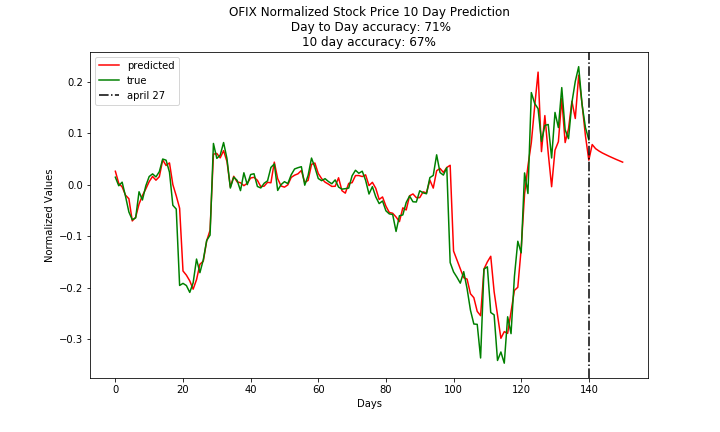 OFIX Normalized Stock Price 10 Day Prediction
Day to Day accuracy: 71%
10 day accuracy: 67%
predicted
true
april 27
Normalized Values
0.2
0.1
0.0
−0.1
−0.2
−0.3
0 20 40 60 80 100 120 140
Days